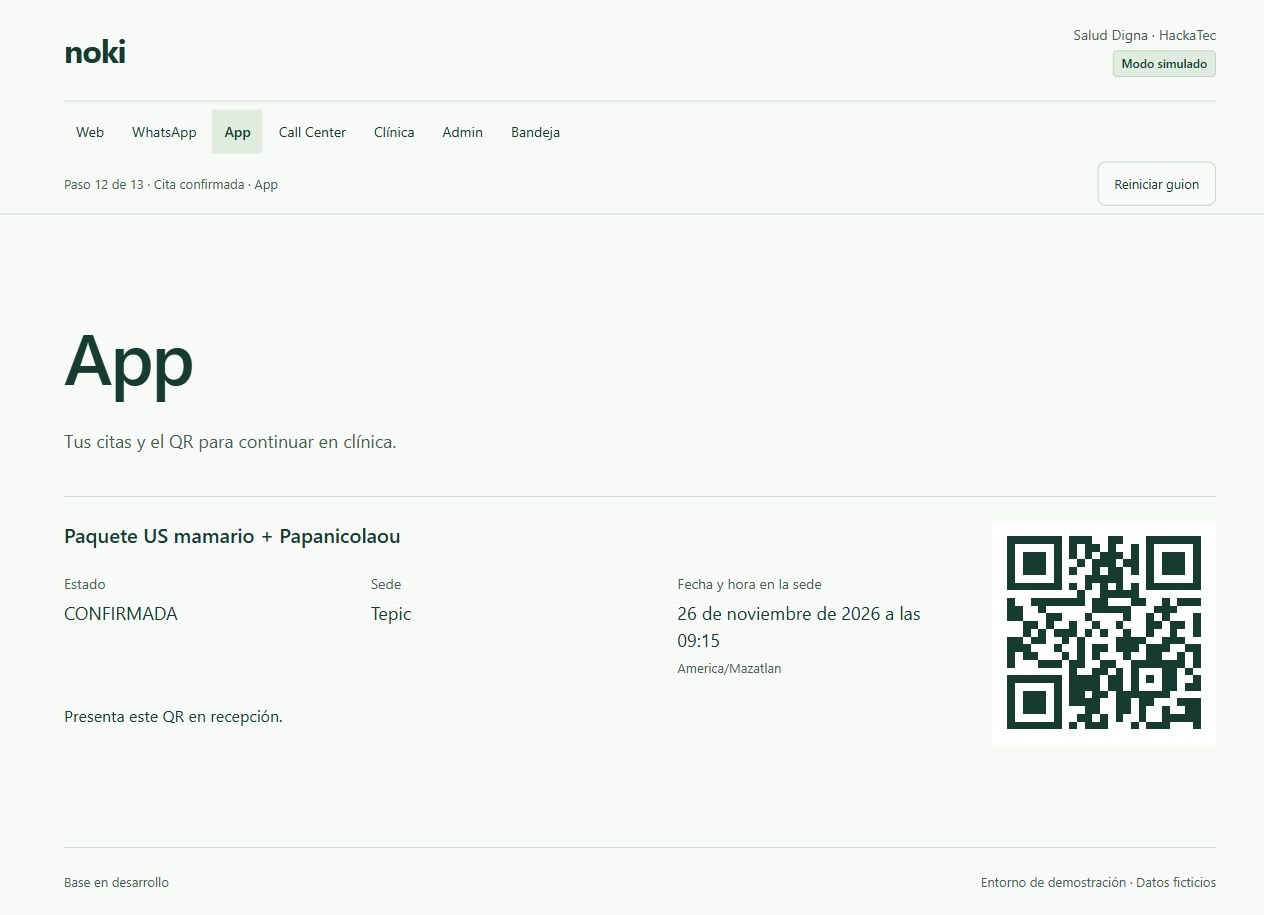 noki
Salud Digna · HackaTec
Modo simulado
Web WhatsApp App Call Center Clínica Admin Bandeja
Paso 12 de 13 · Cita confirmada · App
Reiniciar guion
App
Tus citas y el QR para continuar en clínica.
Paquete US mamario + Papanicolaou
Estado
CONFIRMADA
Sede
Tepic
Fecha y hora en la sede
26 de noviembre de 2026 a las
09:15
America/Mazatlan
Presenta este QR en recepción.
Base en desarrollo
Entorno de demostración · Datos ficticios